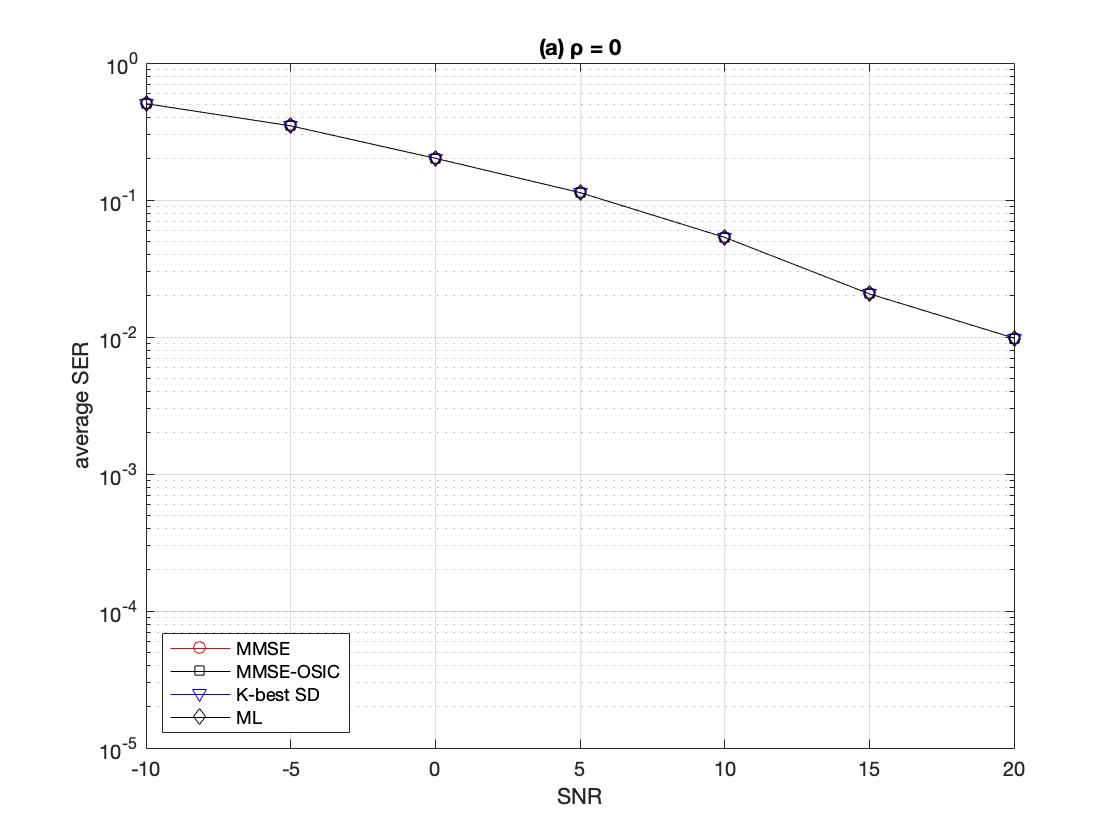 (a) ρ = 0
10^0
10^-1
10^-2
10^-3
10^-4
10^-5
average SER
MMSE
MMSE-OSIC
K-best SD
ML
-10 -5 0 5 10 15 20
SNR